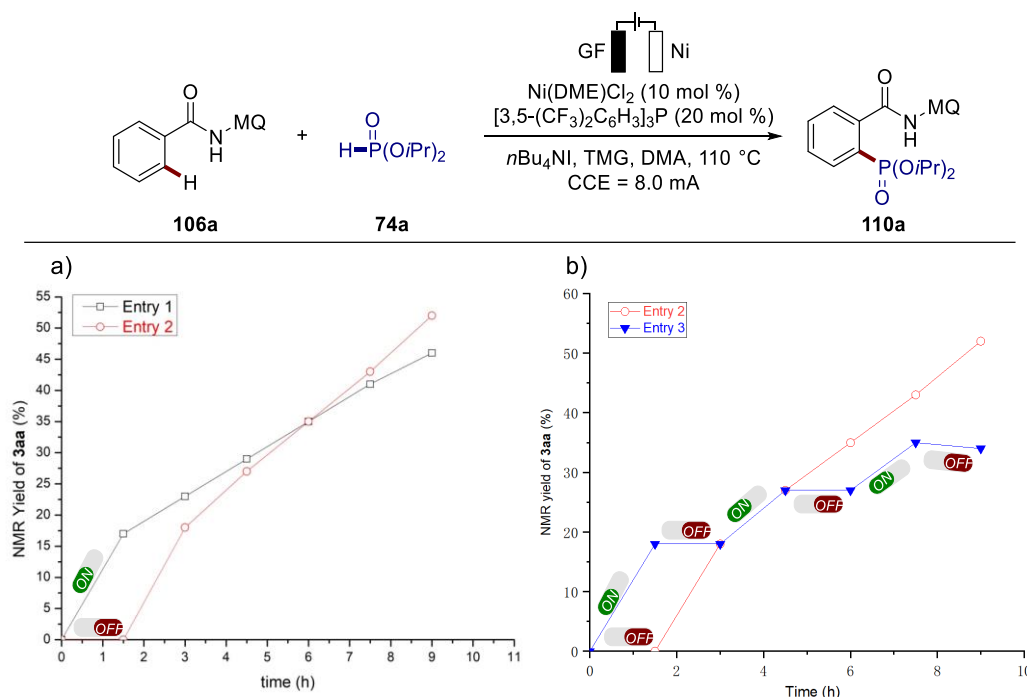 GF Ni
Ni(DME)Cl2 (10 mol %)
[3,5-(CF3)2C6H3]3P (20 mol %)
nBu4NI, TMG, DMA, 110 °C
CCE = 8.0 mA
O
N
H
MQ
H
106a
+
O
H P(OiPr)2
74a
O
N
H
MQ
P(OiPr)2
O
110a
a)
Entry 1
Entry 2
NMR Yield of 3aa (%)
55
50
45
40
35
30
25
20
15
10
5
0
ON
OFF
0 1 2 3 4 5 6 7 8 9 10 11
time (h)
b)
Entry 2
Entry 3
NMR yield of 3aa (%)
60
50
40
30
20
10
0
ON
OFF
OFF
ON
OFF
ON
OFF
0 2 4 6 8 10
Time (h)